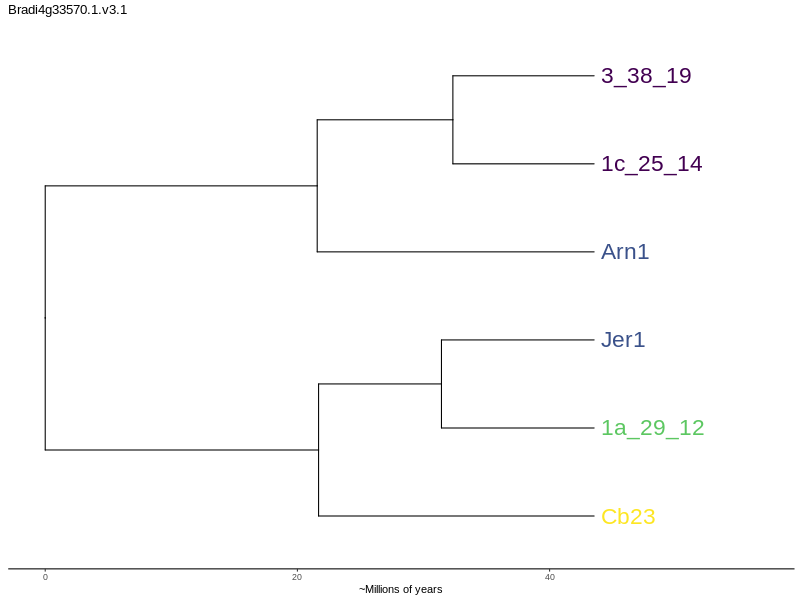 Bradi4g33570.1.v3.1
3_38_19
1c_25_14
Arn1
Jer1
1a_29_12
Cb23
0 20 40
~Millions of years